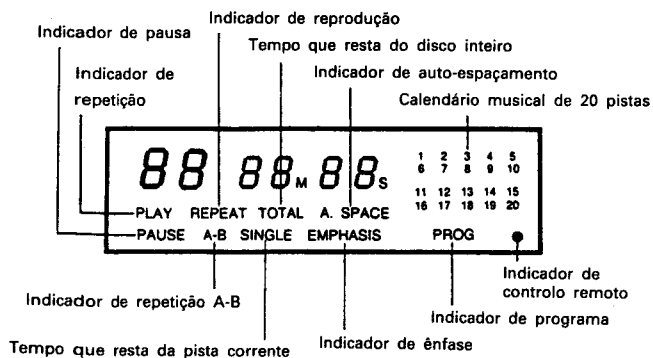 Indicador de reprodução
Indicador de pausa
Tempo que resta do disco inteiro
Indicador de repetição
Indicador de auto-espaçamento
Calendário musical de 20 pistas
88 88M 88S
1 2 3 4 5
6 7 8 9 10
11 12 13 14 15
16 17 18 19 20
PLAY REPEAT TOTAL A. SPACE
PAUSE A-B SINGLE EMPHASIS PROG
Indicador de controlo remoto
Indicador de repetição A-B
Indicador de programa
Tempo que resta da pista corrente
Indicador de ênfase